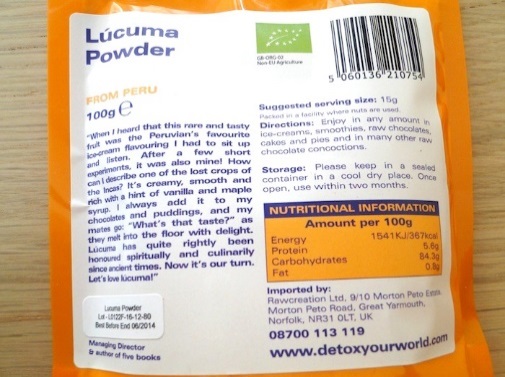 Lúcuma
Powder
FROM PERU
100g e
"When I heard that this rare and tasty
fruit was the Peruvian's favourite
ice-cream flavouring I had to sit up
and listen. After a few short
experiments, it was also mine! How
can I describe one of the lost crops of
the Incas? It's creamy, smooth and
rich with a hint of vanilla and maple
syrup. I always add it to my
chocolates and puddings, and my
mates go: "What's that taste?" as
they melt into the floor with delight.
Lúcuma has quite rightly been
honoured spiritually and culinarily
since ancient times. Now it's our turn.
Let's love lúcuma!"
Lucuma Powder
Best Before End 06/2014
Managing Director
& author of five books
GB-ORG-02
Non-EU Agriculture
5 060136 210754
Suggested serving size: 15g
Packed in a facility where nuts are used.
Directions: Enjoy in any amount in
ice-creams, smoothies, raw chocolates,
cakes and pies and in many other raw
chocolate concoctions.
Storage: Please keep in a sealed
container in a cool dry place. Once
open, use within two months.
NUTRITIONAL INFORMATION
Amount per 100g
Energy 1541KJ/367kcal
Protein 5.6g
Carbohydrates 84.3g
Fat 0.8g
Imported by:
Rawcreation Ltd, 9/10 Morton Peto Estate
Morton Peto Road, Great Yarmouth,
Norfolk, NR31 0LT, UK
08700 113 119
www.detoxyourworld.com